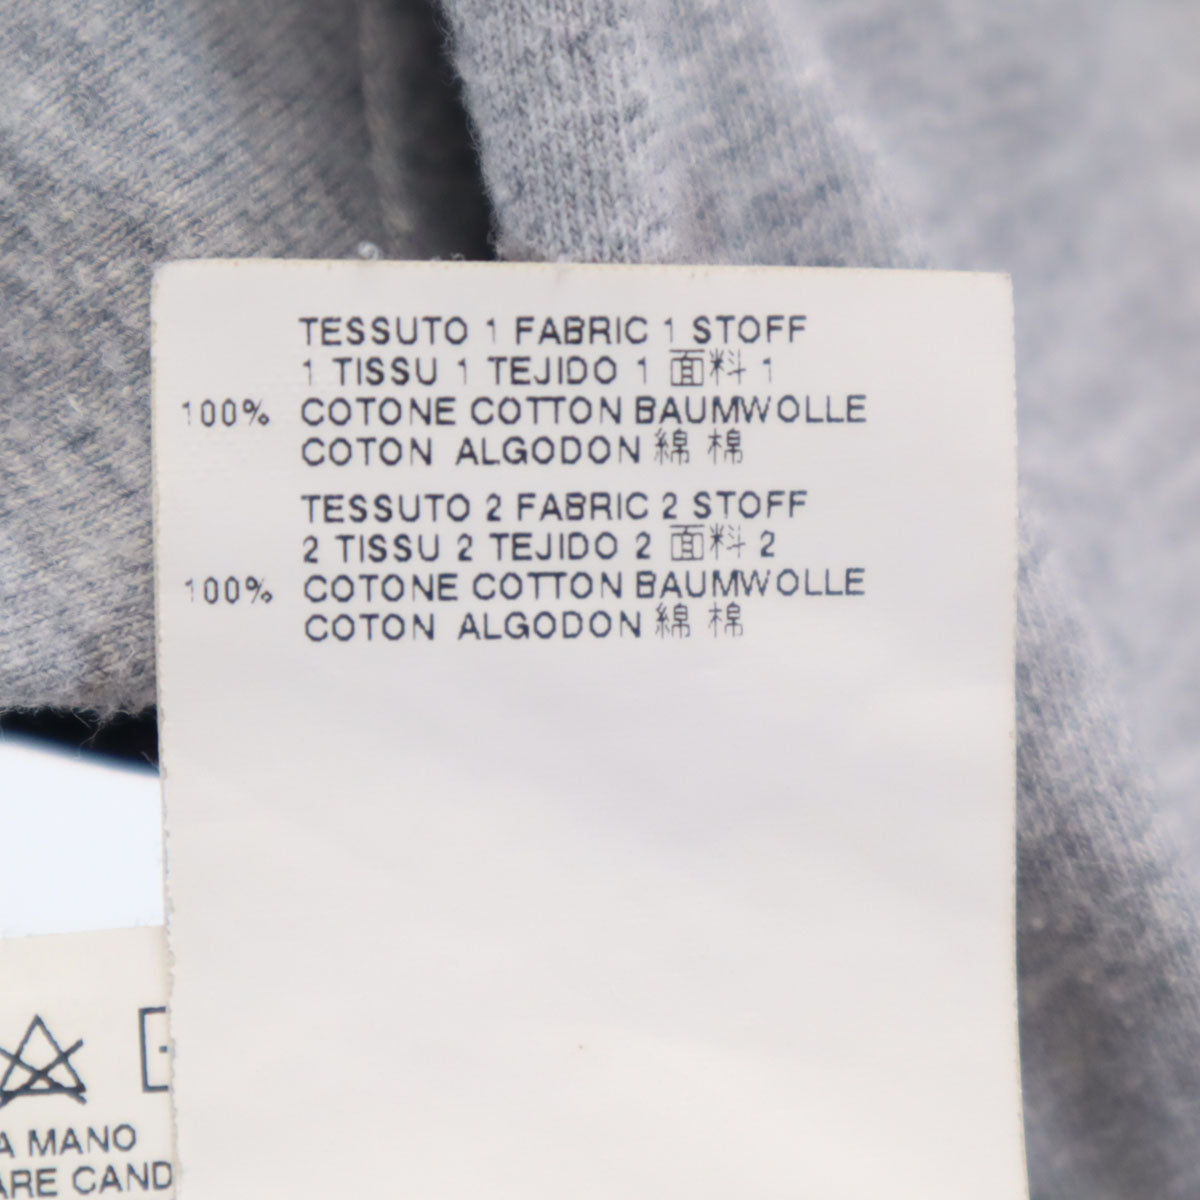 TESSUTO 1 FABRIC 1 STOFF
1 TISSU 1 TEJIDO 1 面料 1
100% COTONE COTTON BAUMWOLLE
COTON ALGODON 綿 棉
TESSUTO 2 FABRIC 2 STOFF
2 TISSU 2 TEJIDO 2 面料 2
100% COTONE COTTON BAUMWOLLE
COTON ALGODON 綿 棉
A MANO
ARE CAND